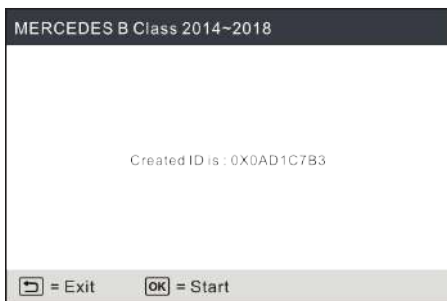 MERCEDES B Class 2014~2018
Created ID is : 0X0AD1C7B3
= Exit OK = Start